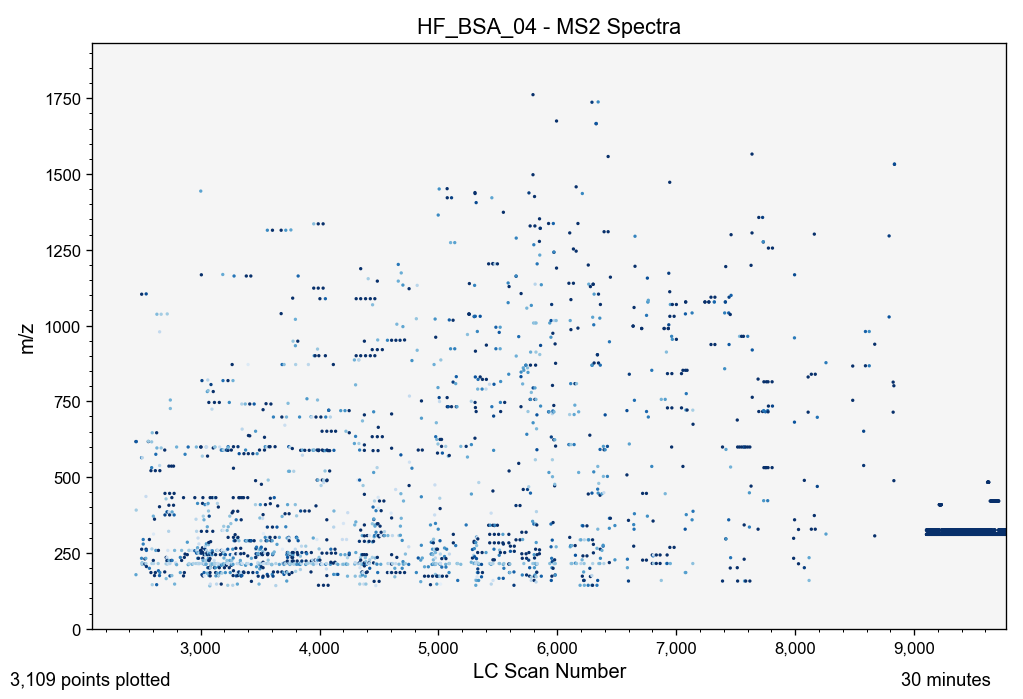 HF_BSA_04 - MS2 Spectra
m/z
1750
1500
1250
1000
750
500
250
0
3,000 4,000 5,000 6,000 7,000 8,000 9,000
LC Scan Number
3,109 points plotted
30 minutes